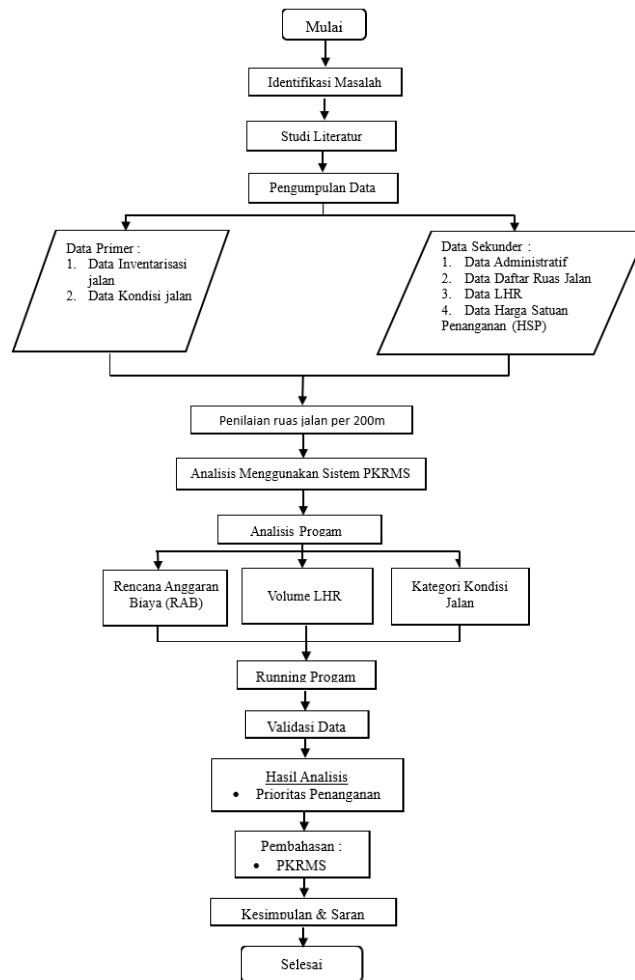 Mulai
Identifikasi Masalah
Studi Literatur
Pengumpulan Data
Data Primer :
1. Data Inventarisasi
jalan
2. Data Kondisi jalan
Data Sekunder :
1. Data Administratif
2. Data Daftar Ruas Jalan
3. Data LHR
4. Data Harga Satuan
Penanganan (HSP)
Penilaian ruas jalan per 200m
Analisis Menggunakan Sistem PKRMS
Analisis Progam
Rencana Anggaran
Biaya (RAB)
Volume LHR
Kategori Kondisi
Jalan
Running Progam
Validasi Data
Hasil Analisis
• Prioritas Penanganan
Pembahasan :
• PKRMS
Kesimpulan & Saran
Selesai